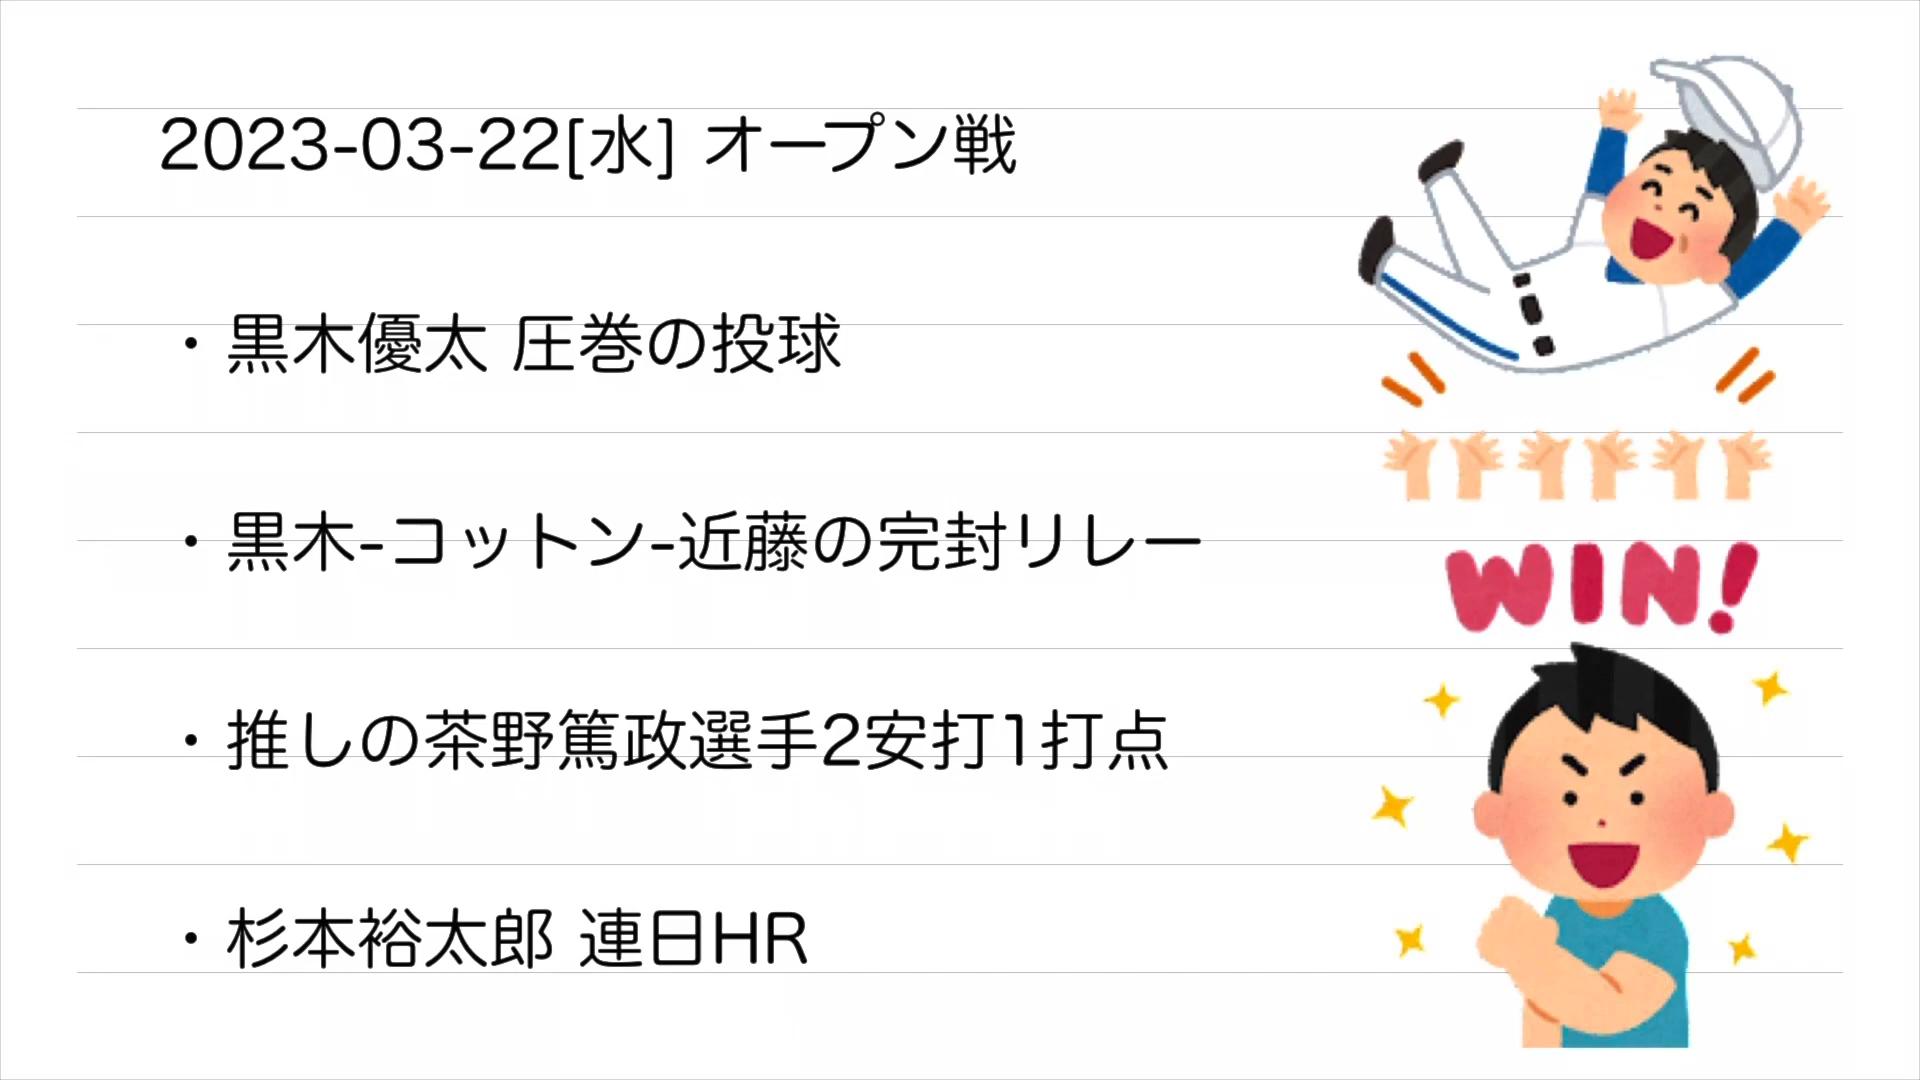 2023-03-22[水] オープン戦
・黒木優太 圧巻の投球
・黒木-コットン-近藤の完封リレー
・推しの茶野篤政選手2安打1打点
・杉本裕太郎 連日HR
WIN!